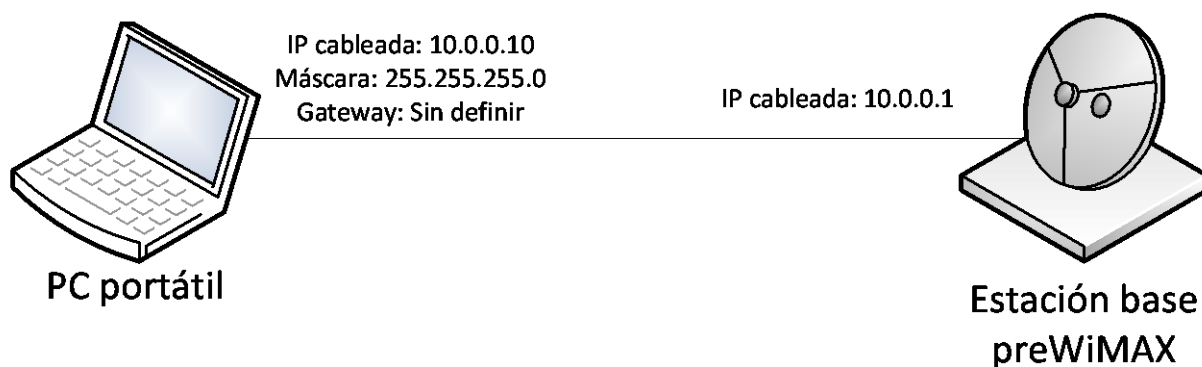 IP cableada: 10.0.0.10
Máscara: 255.255.255.0
Gateway: Sin definir
IP cableada: 10.0.0.1
PC portátil
Estación base
preWiMAX